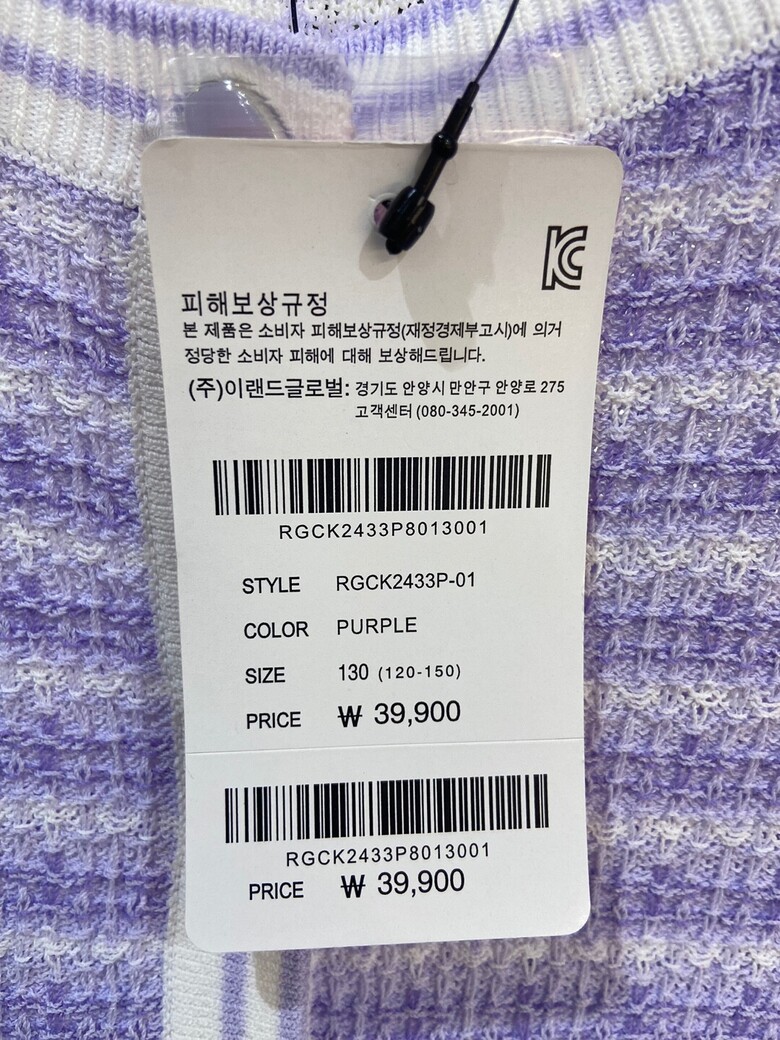 KC
피해보상규정
본 제품은 소비자 피해보상규정(재정경제부고시)에 의거
정당한 소비자 피해에 대해 보상해드립니다.
(주)이랜드글로벌: 경기도 안양시 만안구 안양로 275
고객센터 (080-345-2001)
RGCK2433P8013001
STYLE RGCK2433P-01
COLOR PURPLE
SIZE 130 (120-150)
PRICE ₩ 39,900
RGCK2433P8013001
PRICE ₩ 39,900